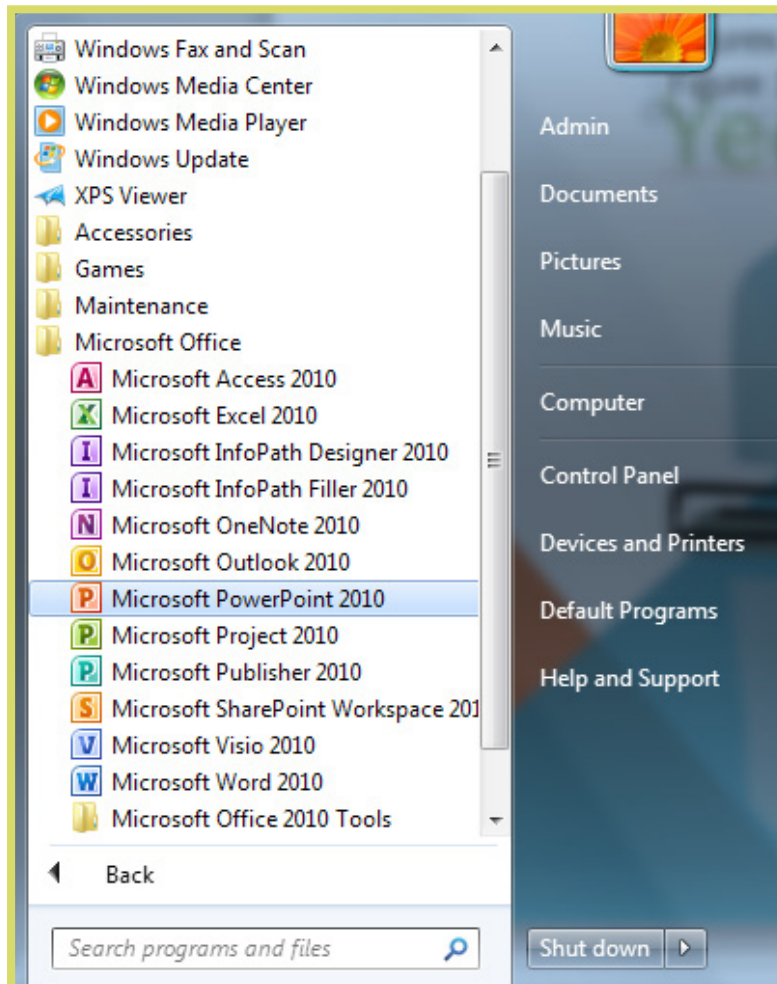 Windows Fax and Scan
Windows Media Center
Windows Media Player
Windows Update
XPS Viewer
Accessories
Games
Maintenance
Microsoft Office
Microsoft Access 2010
Microsoft Excel 2010
Microsoft InfoPath Designer 2010
Microsoft InfoPath Filler 2010
Microsoft OneNote 2010
Microsoft Outlook 2010
Microsoft PowerPoint 2010
Microsoft Project 2010
Microsoft Publisher 2010
Microsoft SharePoint Workspace 201
Microsoft Visio 2010
Microsoft Word 2010
Microsoft Office 2010 Tools
Back
Search programs and files
Admin
Documents
Pictures
Music
Computer
Control Panel
Devices and Printers
Default Programs
Help and Support
Shut down